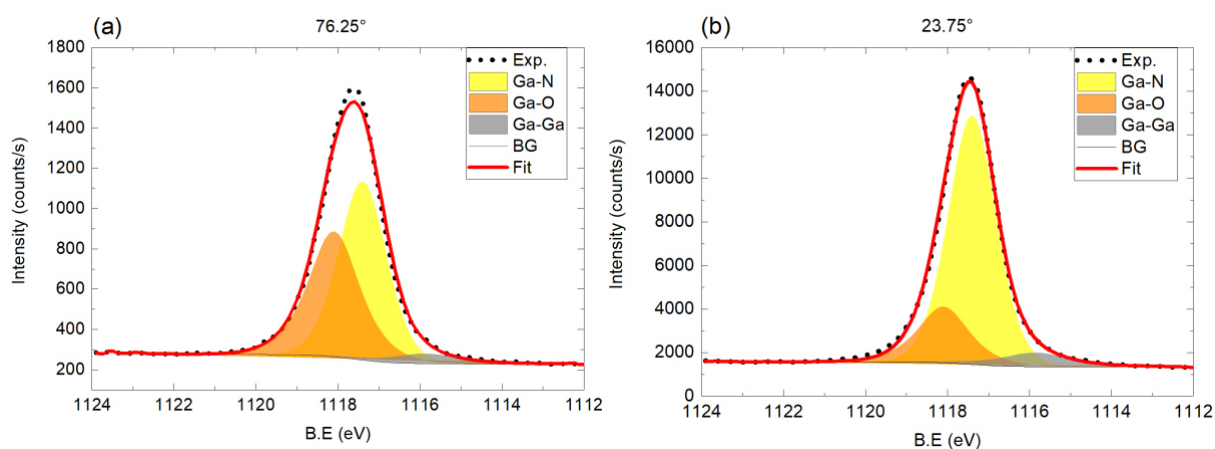 (a)
76.25°
1800
1600
1400
1200
1000
800
600
400
200
Intensity (counts/s)
Exp.
Ga-N
Ga-O
Ga-Ga
BG
Fit
1124 1122 1120 1118 1116 1114 1112
B.E (eV)
(b)
23.75°
16000
14000
12000
10000
8000
6000
4000
2000
0
Intensity (counts/s)
Exp.
Ga-N
Ga-O
Ga-Ga
BG
Fit
1124 1122 1120 1118 1116 1114 1112
B.E (eV)